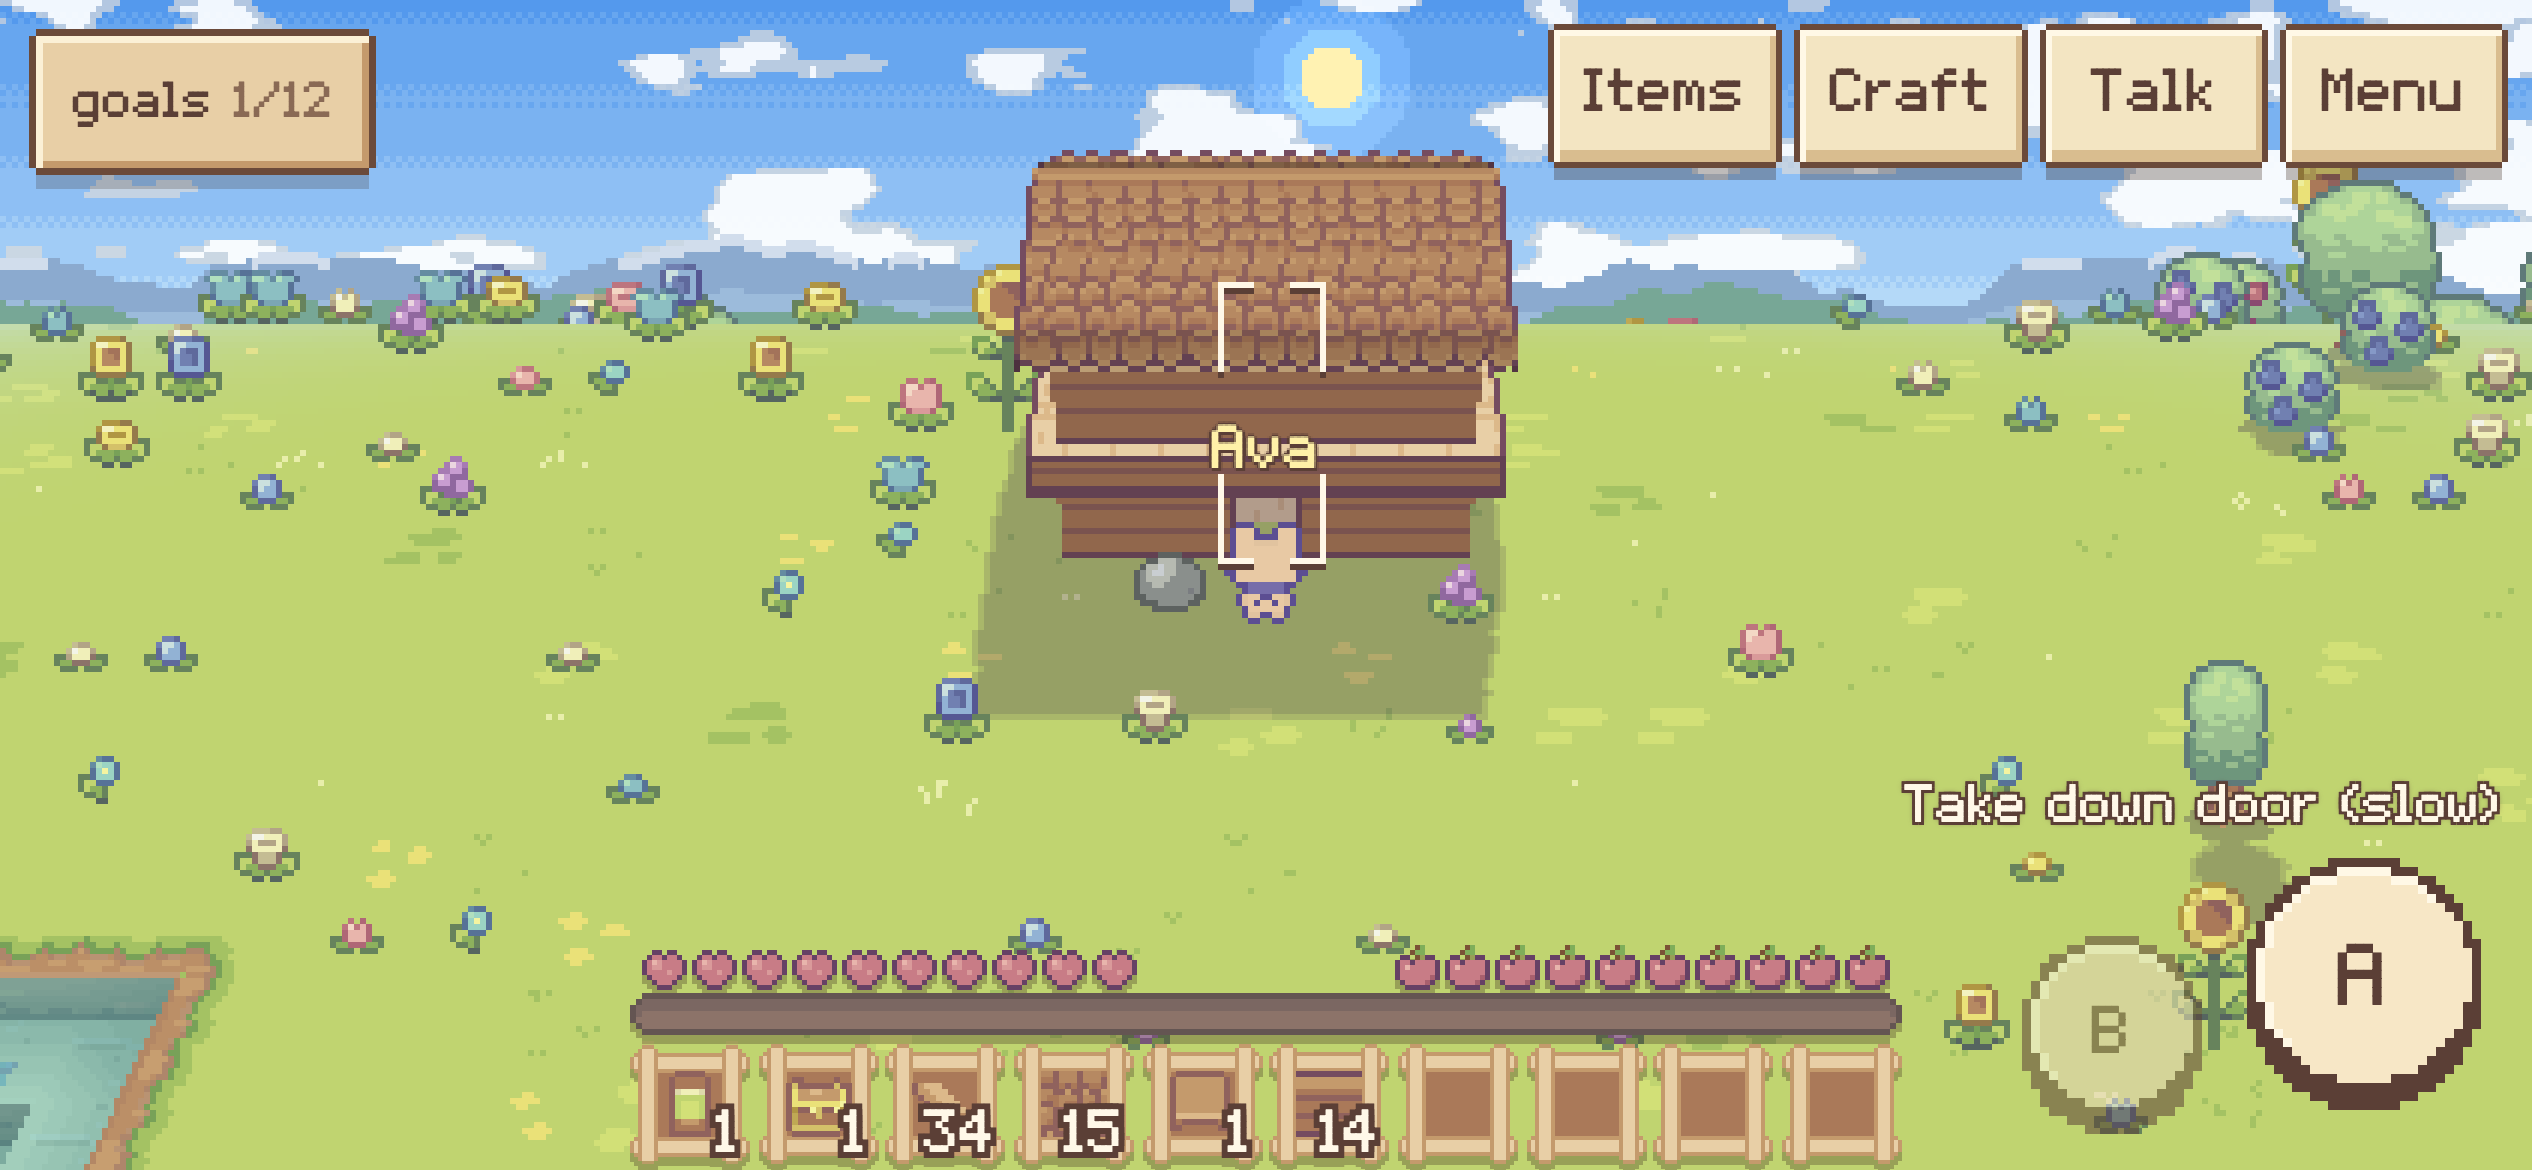 goals 1/12
Items
Craft
Talk
Menu
Ava
Take down door (slow)
B
A
1
1
34
15
1
14